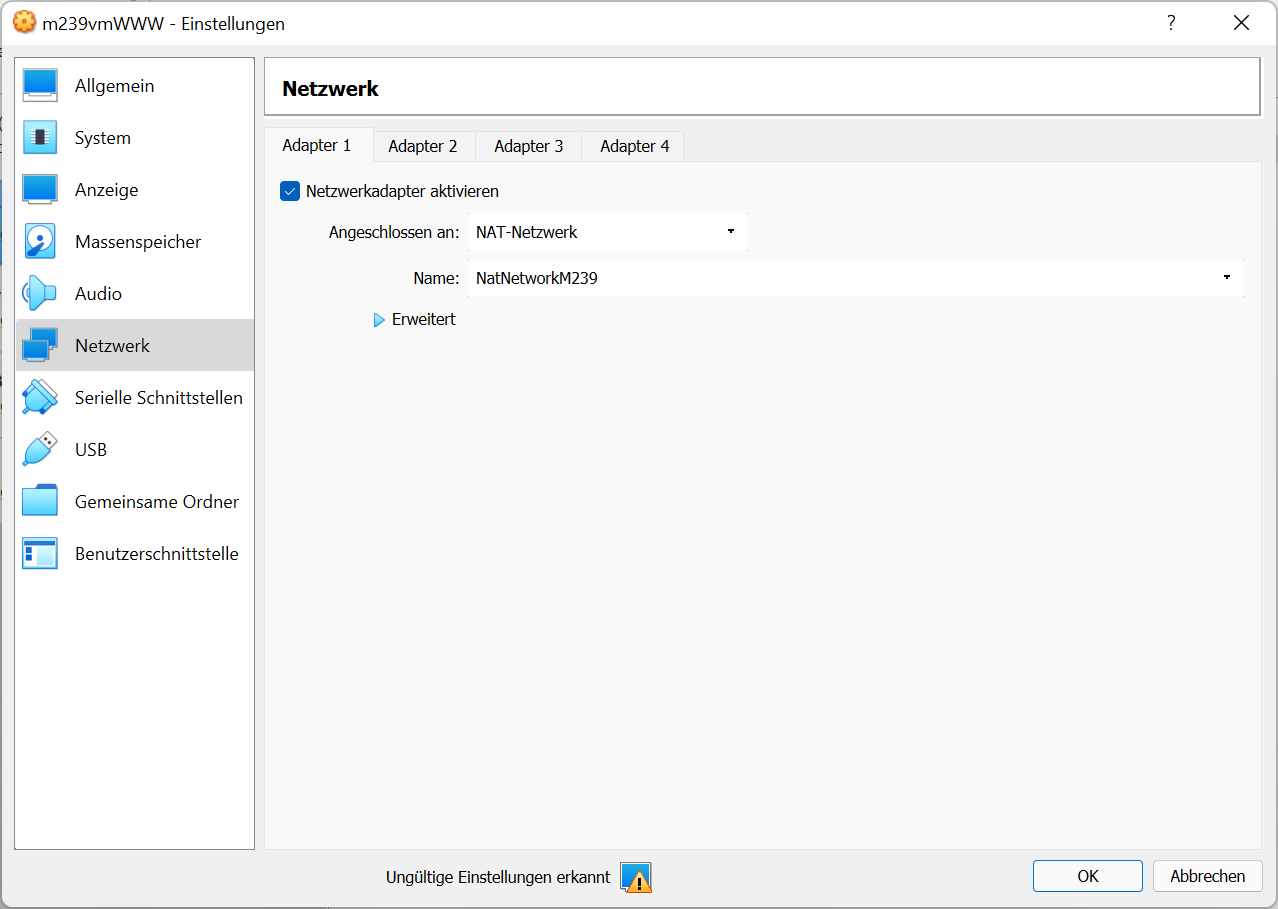 m239vmWWW - Einstellungen
?
Allgemein
System
Anzeige
Massenspeicher
Audio
Netzwerk
Serielle Schnittstellen
USB
Gemeinsame Ordner
Benutzerschnittstelle
Netzwerk
Adapter 1 Adapter 2 Adapter 3 Adapter 4
Netzwerkadapter aktivieren
Angeschlossen an: NAT-Netzwerk
Name: NatNetworkM239
Erweitert
Ungültige Einstellungen erkannt
OK Abbrechen